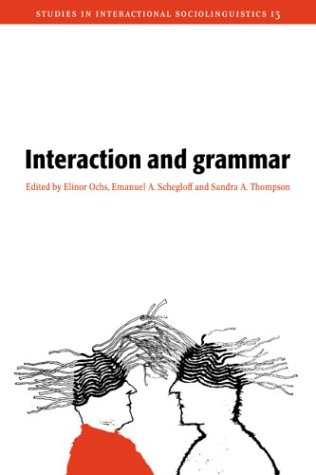 STUDIES IN INTERACTIONAL SOCIOLINGUISTICS 13
Interaction and grammar
Edited by Elinor Ochs, Emanuel A. Schegloff and Sandra A. Thompson